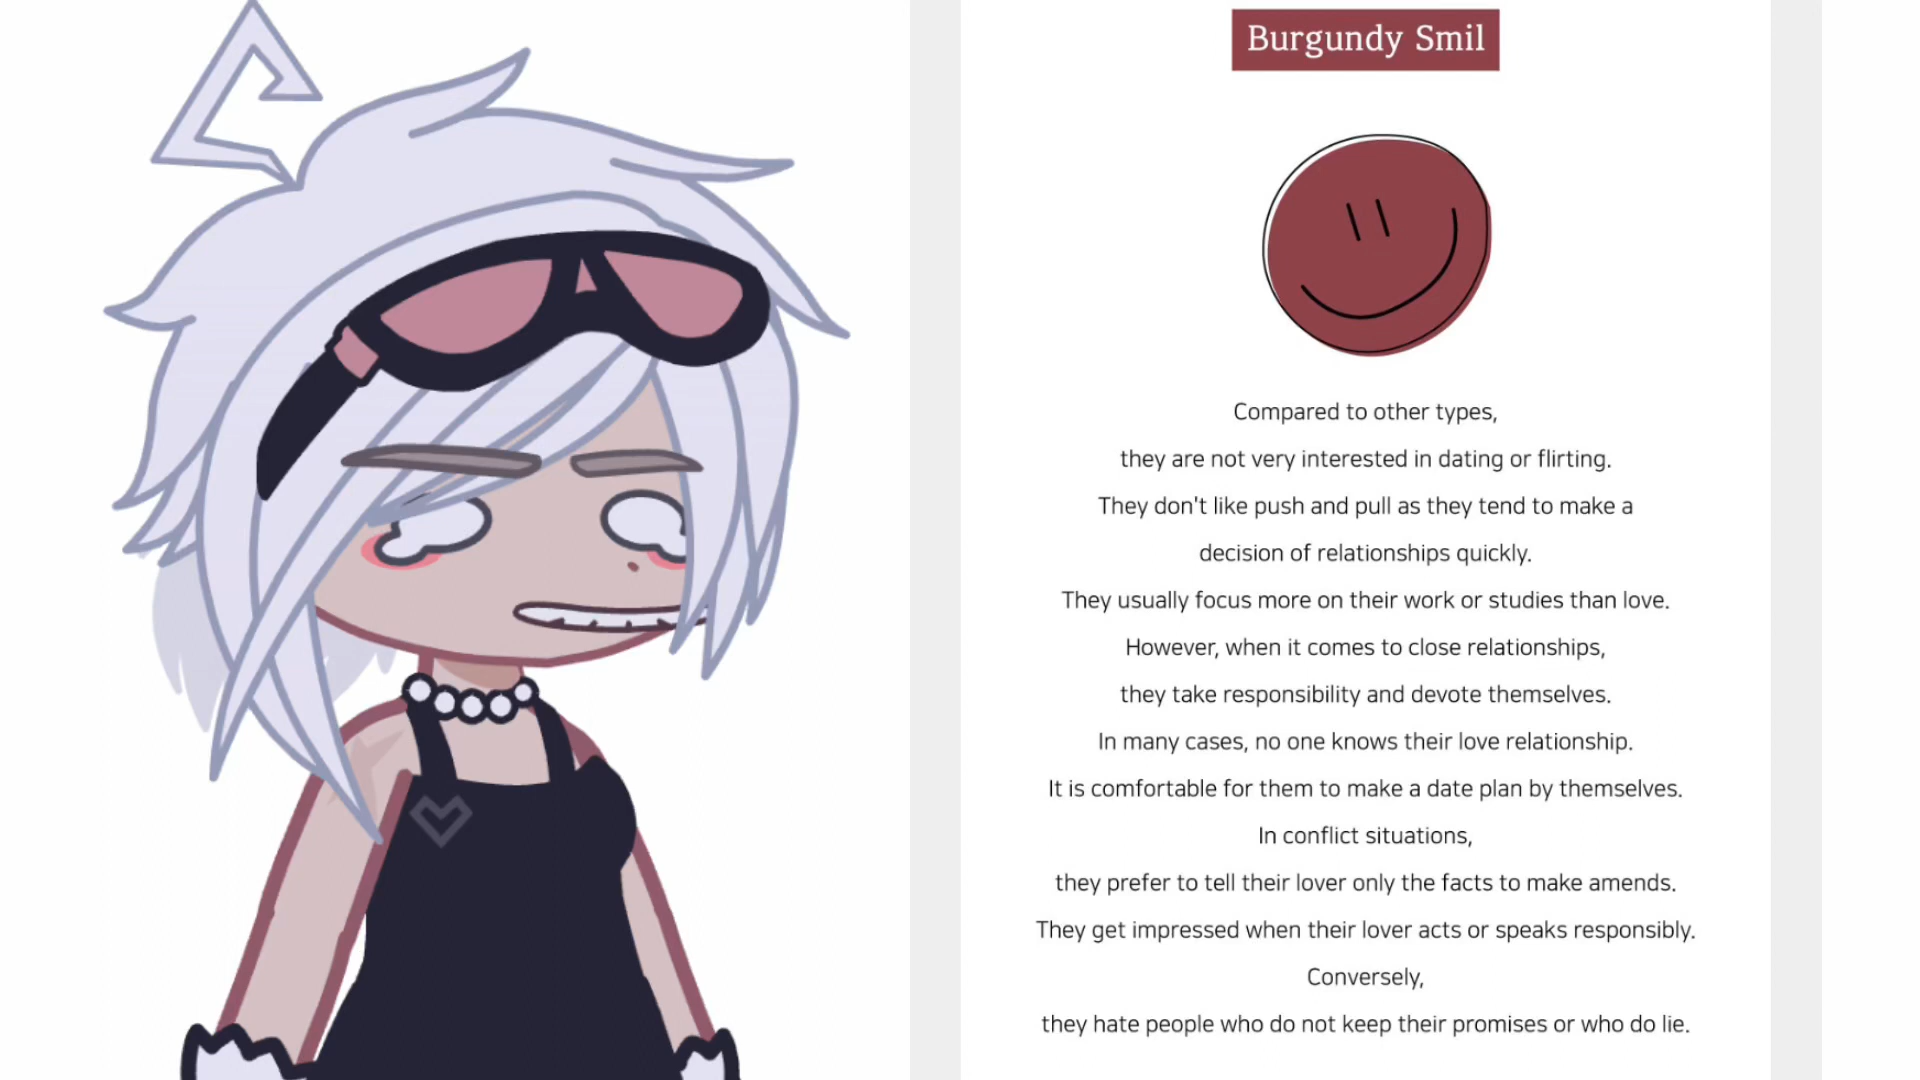 Burgundy Smil
Compared to other types,
they are not very interested in dating or flirting.
They don't like push and pull as they tend to make a
decision of relationships quickly.
They usually focus more on their work or studies than love.
However, when it comes to close relationships,
they take responsibility and devote themselves.
In many cases, no one knows their love relationship.
It is comfortable for them to make a date plan by themselves.
In conflict situations,
they prefer to tell their lover only the facts to make amends.
They get impressed when their lover acts or speaks responsibly.
Conversely,
they hate people who do not keep their promises or who do lie.